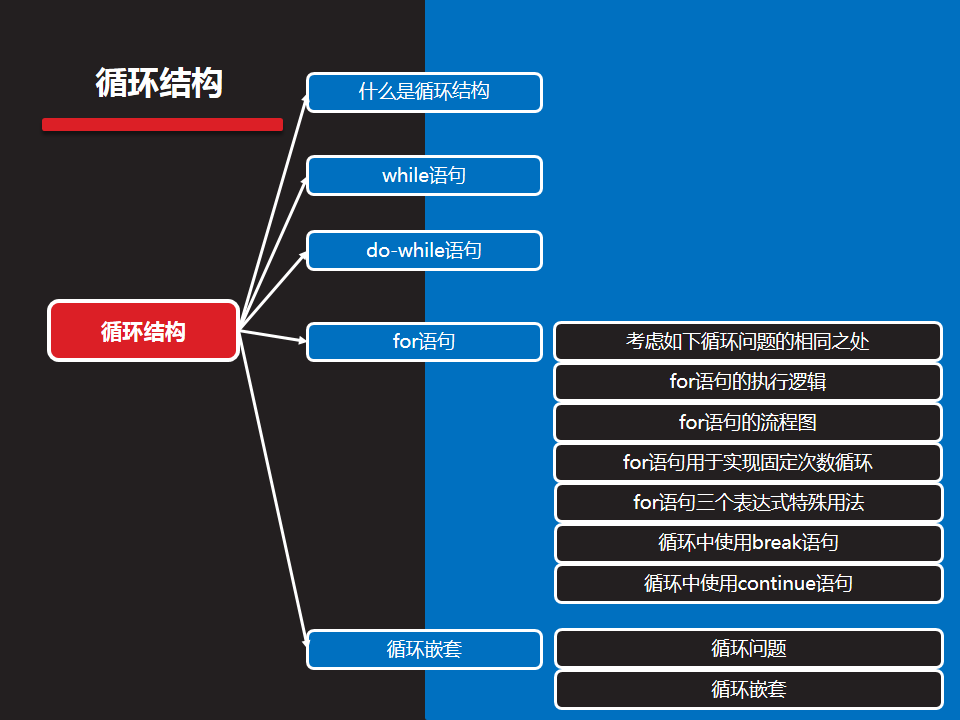 循环结构
什么是循环结构
while语句
do-while语句
循环结构
for语句
考虑如下循环问题的相同之处
for语句的执行逻辑
for语句的流程图
for语句用于实现固定次数循环
for语句三个表达式特殊用法
循环中使用break语句
循环中使用continue语句
循环嵌套
循环问题
循环嵌套